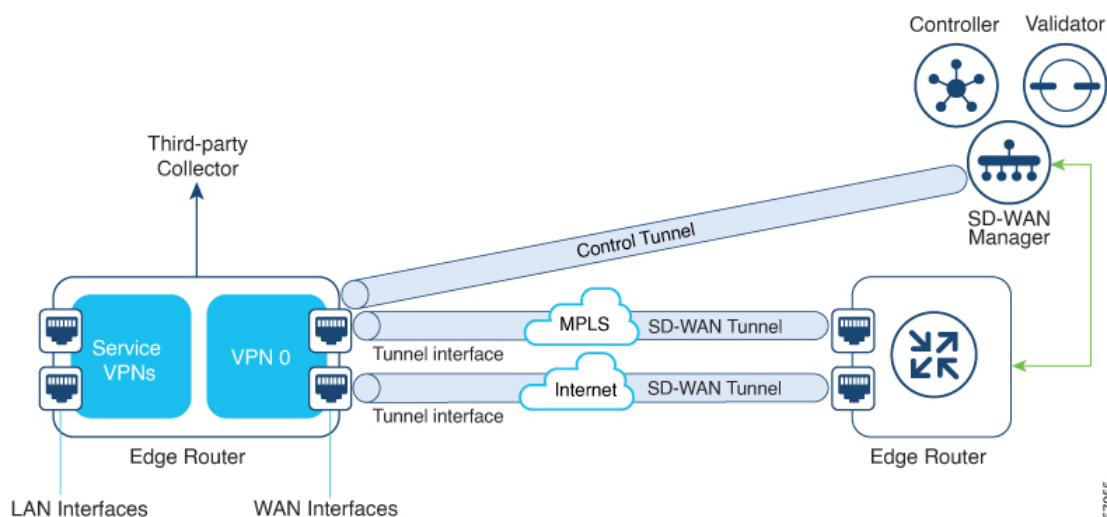 Controller
Validator
Third-party
Collector
SD-WAN
Manager
Control Tunnel
MPLS
SD-WAN Tunnel
Service
VPNs
VPN 0
Tunnel interface
Internet
SD-WAN Tunnel
Tunnel interface
Edge Router
Edge Router
LAN Interfaces
WAN Interfaces